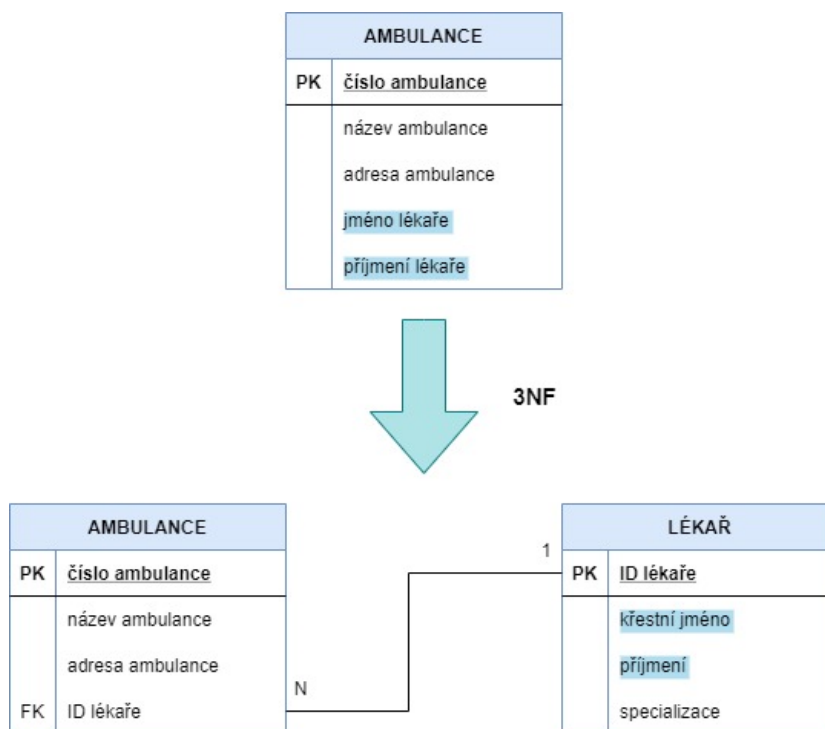 AMBULANCE
PK číslo ambulance
název ambulance
adresa ambulance
jméno lékaře
příjmení lékaře
3NF
AMBULANCE
PK číslo ambulance
název ambulance
adresa ambulance
FK ID lékaře
N
1
LÉKAŘ
PK ID lékaře
křestní jméno
příjmení
specializace